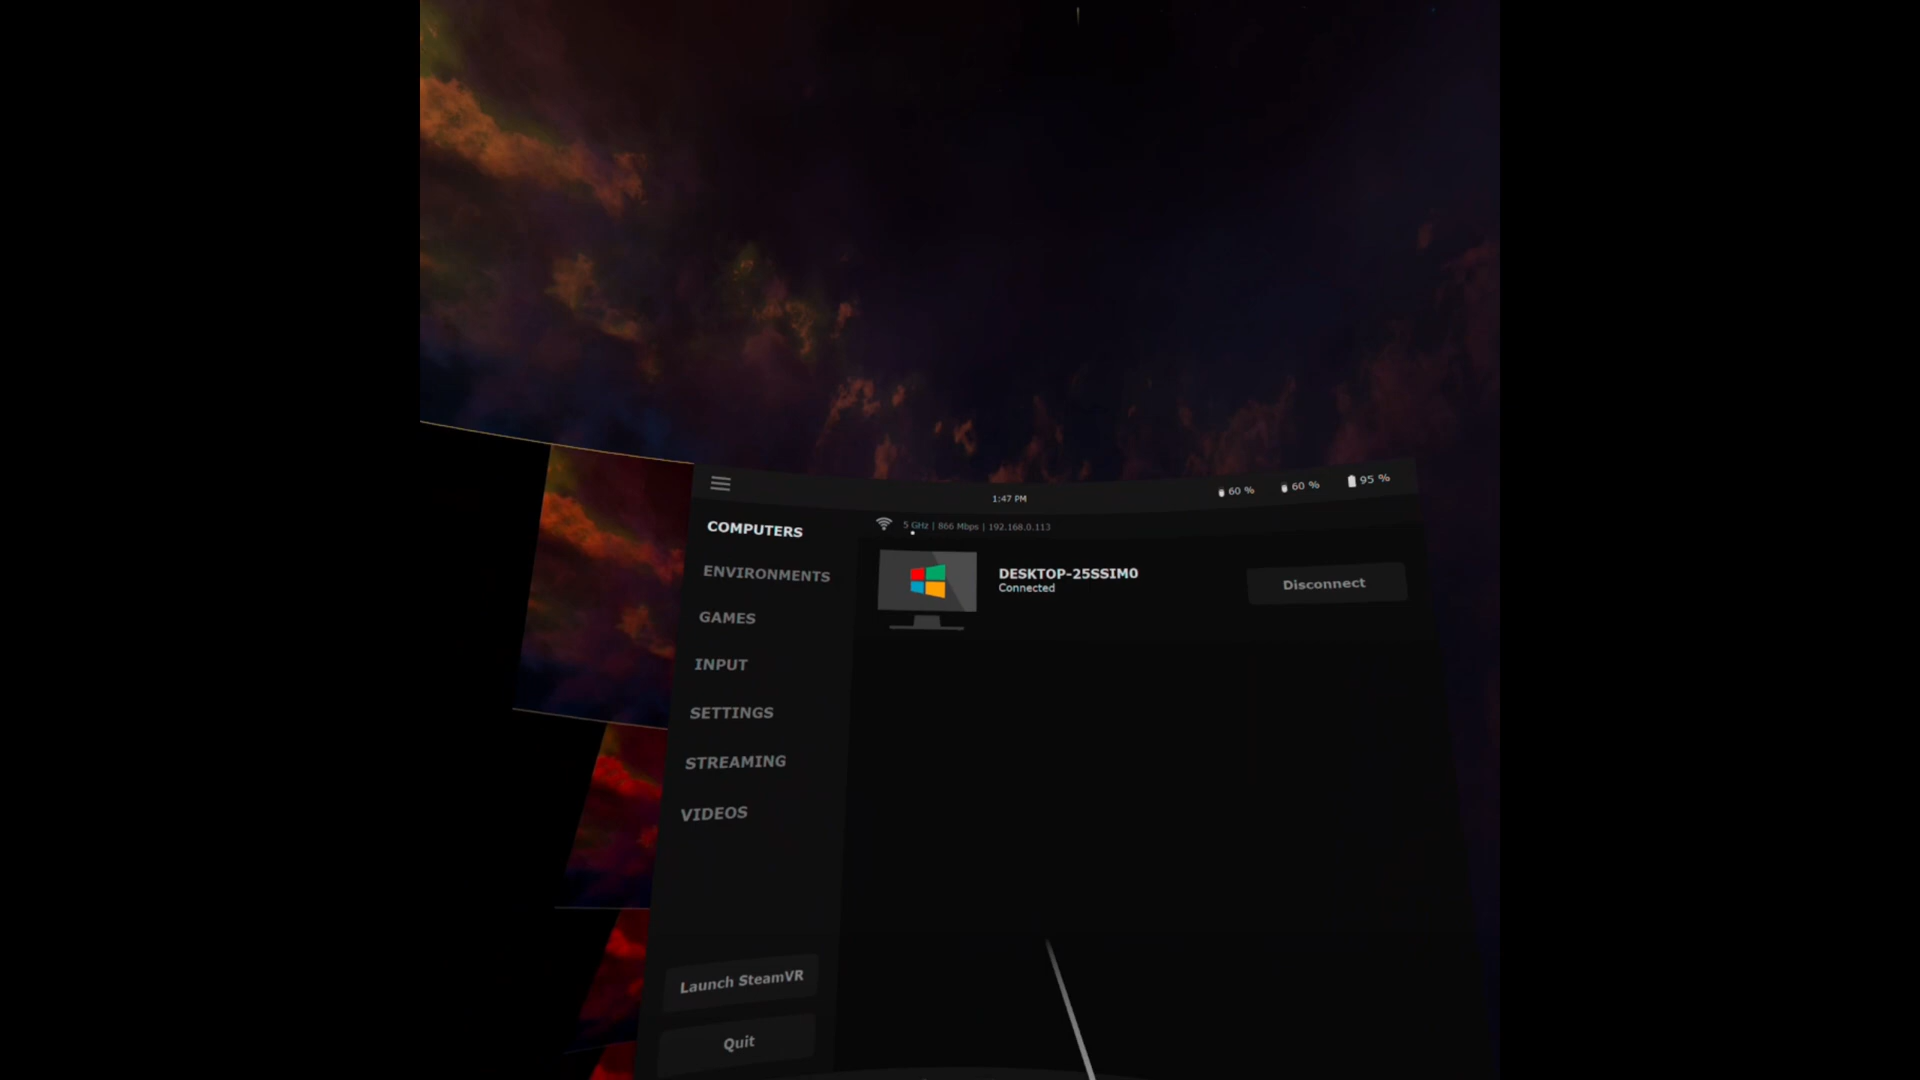 1:47 PM
60 %
60 %
95 %
COMPUTERS
ENVIRONMENTS
GAMES
INPUT
SETTINGS
STREAMING
VIDEOS
Launch SteamVR
Quit
5 GHz | 866 Mbps | 192.168.0.113
DESKTOP-25SSIM0
Connected
Disconnect